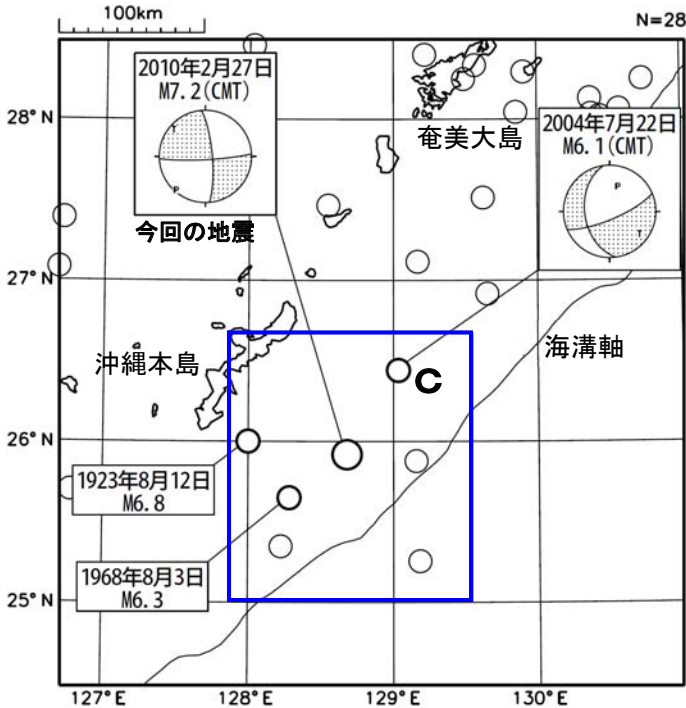 100km
N=28
2010年2月27日
M7.2(CMT)
T
P
今回の地震
奄美大島
2004年7月22日
M6.1(CMT)
P
T
28°N
27°N
沖縄本島
海溝軸
C
26°N
1923年8月12日
M6.8
1968年8月3日
M6.3
25°N
127°E
128°E
129°E
130°E